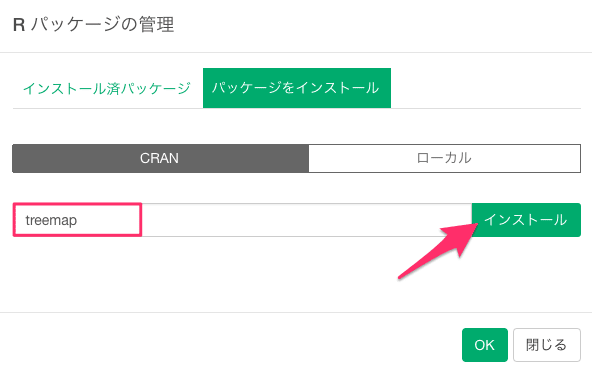 R パッケージの管理
インストール済パッケージ パッケージをインストール
CRAN ローカル
treemap インストール
OK 閉じる